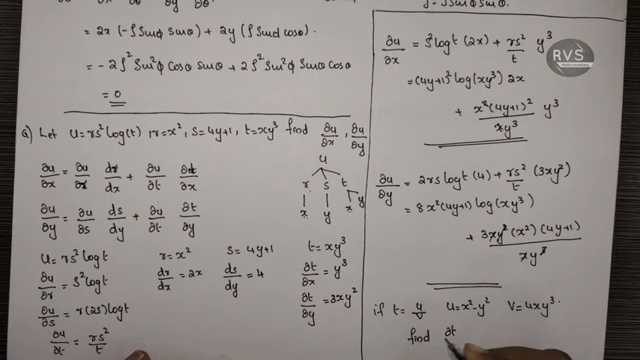 = 2x (-ρ Sinφ Sinθ) + 2y (ρ Sinφ Cosθ).
= -2ρ² Sin²φ Cosθ Sinθ + 2ρ² Sin²φ Sinθ Cosθ
= 0
Q) Let u = rs² log(t) , r = x², s = 4y+1, t = xy³ find ∂u/∂x , ∂u/∂y
u
r s t
x y x y
∂u/∂x = ∂u/∂r dr/dx + ∂u/∂t ∂t/∂x
∂u/∂y = ∂u/∂s ds/dy + ∂u/∂t ∂t/∂y
u = rs² log t r = x² s = 4y+1 t = xy³
∂u/∂r = s² log t dr/dx = 2x ds/dy = 4 ∂t/∂x = y³
∂u/∂s = r(2s) log t ∂t/∂y = 3xy²
∂u/∂t = rs²/t
y = ρ Sinφ Sinθ.
∂u/∂x = s² log t (2x) + rs²/t y³
= (4y+1)² log(xy³) 2x
+ x²(4y+1)²/xy³ y³
∂u/∂y = 2rs log t (4) + rs²/t (3xy²)
= 8x²(4y+1) log(xy³)
+ 3xy²(x²)(4y+1)/xy³
if t = u/v u = x²-y² v = 4xy³.
find ∂t
RVS